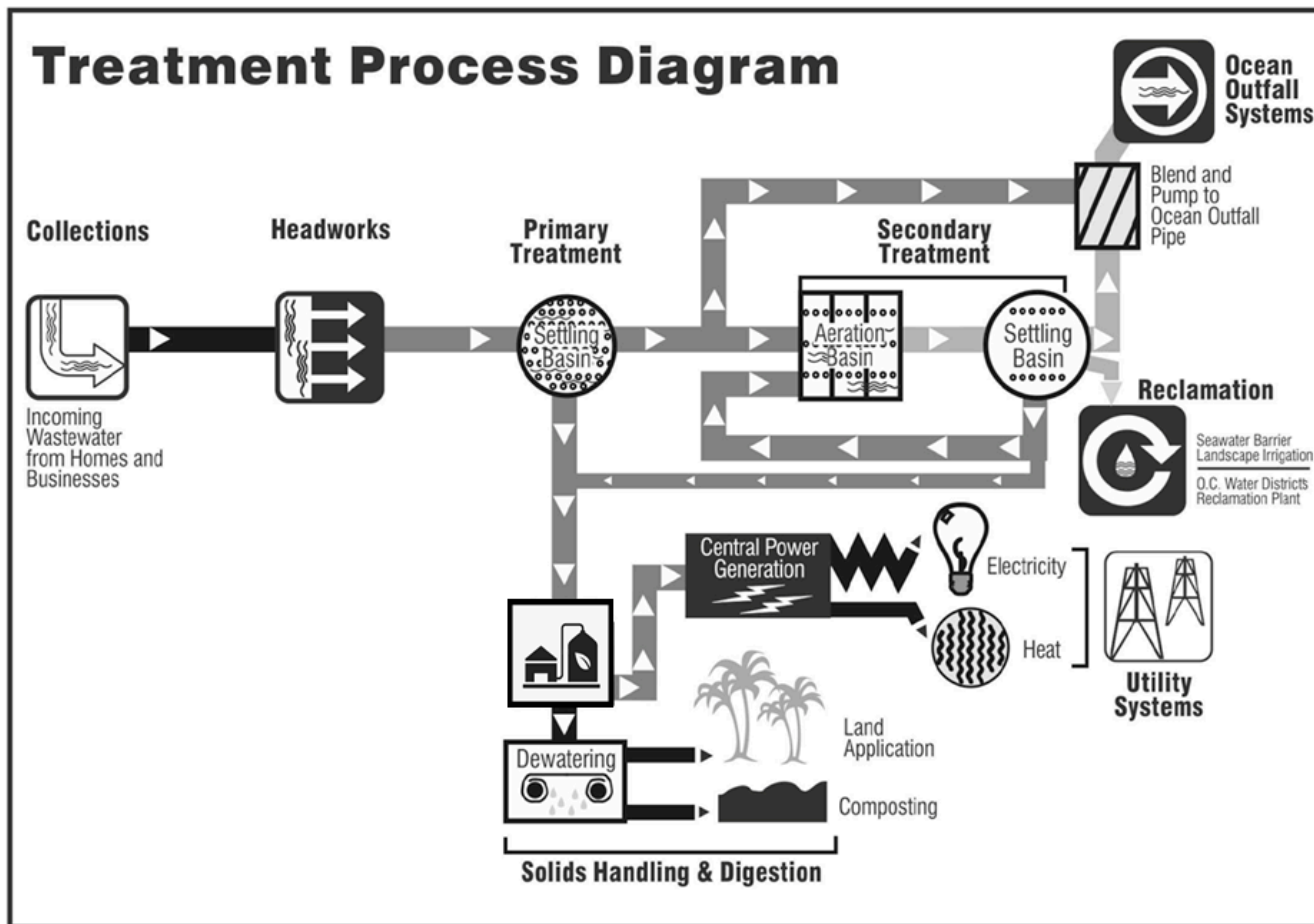 Treatment Process Diagram
Ocean
Outfall
Systems
Blend and
Pump to
Ocean Outfall
Pipe
Collections
Headworks
Primary
Treatment
Secondary
Treatment
Settling
Basin
Aeration
Basin
Settling
Basin
Incoming
Wastewater
from Homes and
Businesses
Reclamation
Seawater Barrier
Landscape Irrigation
O.C. Water Districts
Reclamation Plant
Central Power
Generation
Electricity
Heat
Utility
Systems
Land
Application
Dewatering
Composting
Solids Handling & Digestion